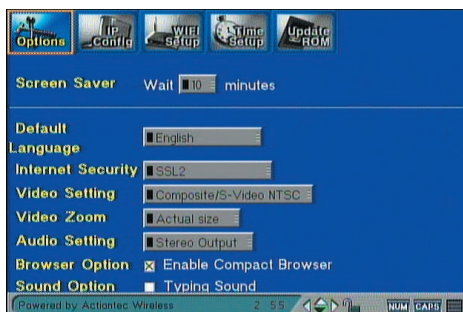 Options IP Config WIFI Setup Time Setup Update ROM
Screen Saver Wait 10 minutes
Default Language English
Internet Security SSL2
Video Setting Composite/S-Video NTSC
Video Zoom Actual size
Audio Setting Stereo Output
Browser Option Enable Compact Browser
Sound Option Typing Sound
Powered by Actiontec Wireless 2 55 NUM CAPS